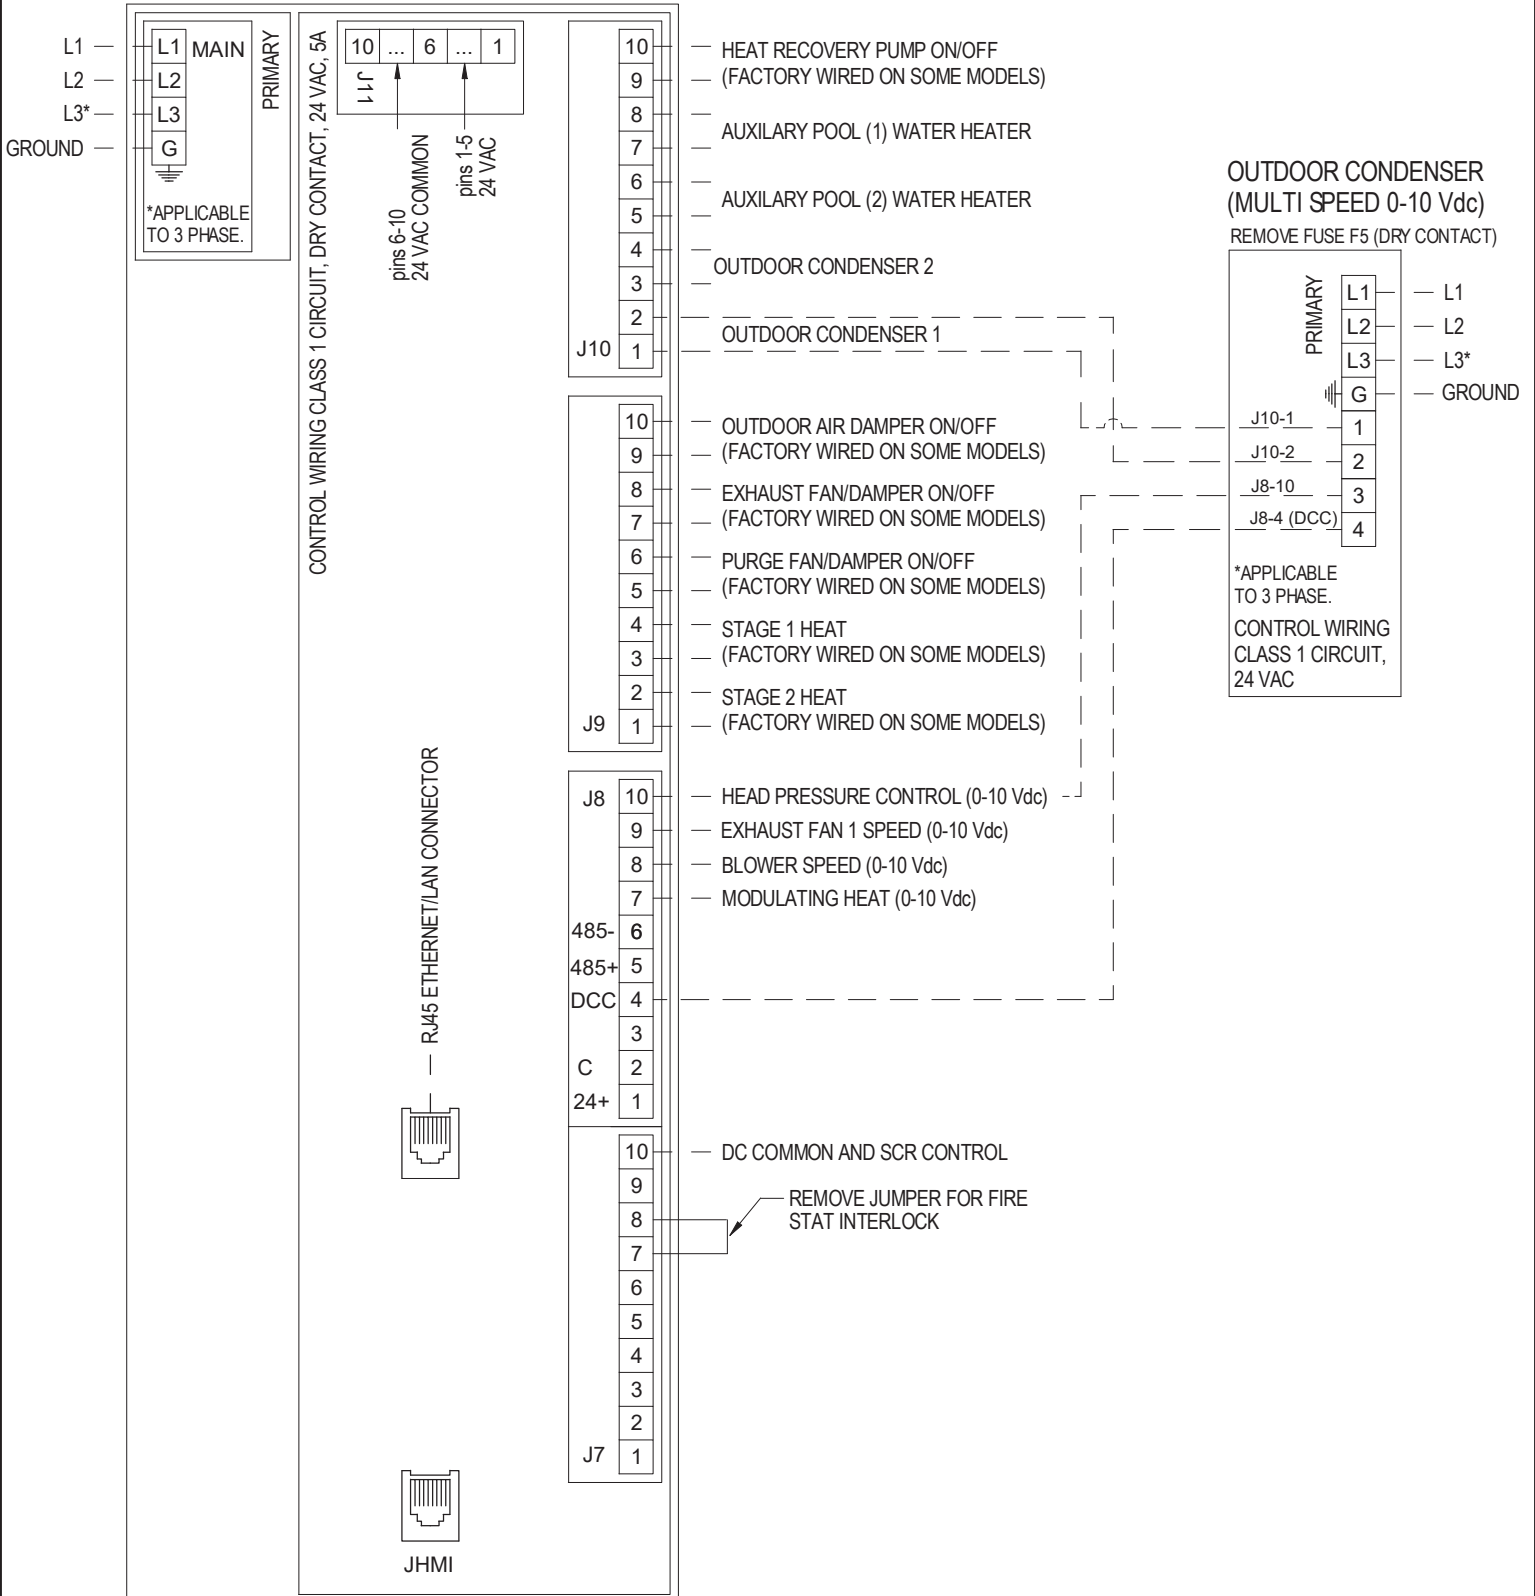 L1
L2
L3*
GROUND
L1 MAIN
L2
L3
G
PRIMARY
*APPLICABLE
TO 3 PHASE.
CONTROL WIRING CLASS 1 CIRCUIT, DRY CONTACT, 24 VAC, 5A
10 ... 6 ... 1
J11
pins 6-10
24 VAC COMMON
pins 1-5
24 VAC
10 HEAT RECOVERY PUMP ON/OFF
9 (FACTORY WIRED ON SOME MODELS)
8
AUXILARY POOL (1) WATER HEATER
7
6
AUXILARY POOL (2) WATER HEATER
5
4
OUTDOOR CONDENSER 2
3
2
OUTDOOR CONDENSER 1
J10 1
10 OUTDOOR AIR DAMPER ON/OFF
9 (FACTORY WIRED ON SOME MODELS)
8 EXHAUST FAN/DAMPER ON/OFF
7 (FACTORY WIRED ON SOME MODELS)
6 PURGE FAN/DAMPER ON/OFF
5 (FACTORY WIRED ON SOME MODELS)
4 STAGE 1 HEAT
3 (FACTORY WIRED ON SOME MODELS)
2 STAGE 2 HEAT
J9 1 (FACTORY WIRED ON SOME MODELS)
J8 10 HEAD PRESSURE CONTROL (0-10 Vdc)
9 EXHAUST FAN 1 SPEED (0-10 Vdc)
8 BLOWER SPEED (0-10 Vdc)
7 MODULATING HEAT (0-10 Vdc)
485- 6
485+ 5
DCC 4
3
C 2
24+ 1
10 DC COMMON AND SCR CONTROL
9
8
7
REMOVE JUMPER FOR FIRE
STAT INTERLOCK
6
5
4
3
2
J7 1
RJ45 ETHERNET/LAN CONNECTOR
JHMI
OUTDOOR CONDENSER
(MULTI SPEED 0-10 Vdc)
REMOVE FUSE F5 (DRY CONTACT)
PRIMARY
L1 L1
L2 L2
L3 L3*
G GROUND
J10-1 1
J10-2 2
J8-10 3
J8-4 (DCC) 4
*APPLICABLE
TO 3 PHASE.
CONTROL WIRING
CLASS 1 CIRCUIT,
24 VAC